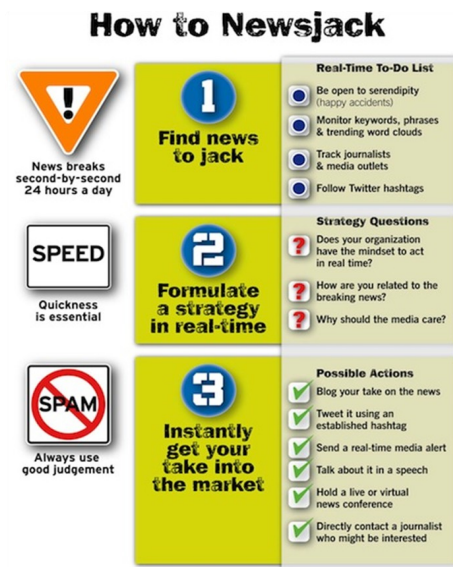 How to Newsjack
!
News breaks
second-by-second
24 hours a day
1
Find news
to jack
Real-Time To-Do List
Be open to serendipity
(happy accidents)
Monitor keywords, phrases
& trending word clouds
Track journalists
& media outlets
Follow Twitter hashtags
SPEED
Quickness
is essential
2
Formulate
a strategy
in real-time
Strategy Questions
?
Does your organization
have the mindset to act
in real time?
?
How are you related to the
breaking news?
?
Why should the media care?
SPAM
Always use
good judgement
3
Instantly
get your
take into
the market
Possible Actions
Blog your take on the news
Tweet it using an
established hashtag
Send a real-time media alert
Talk about it in a speech
Hold a live or virtual
news conference
Directly contact a journalist
who might be interested